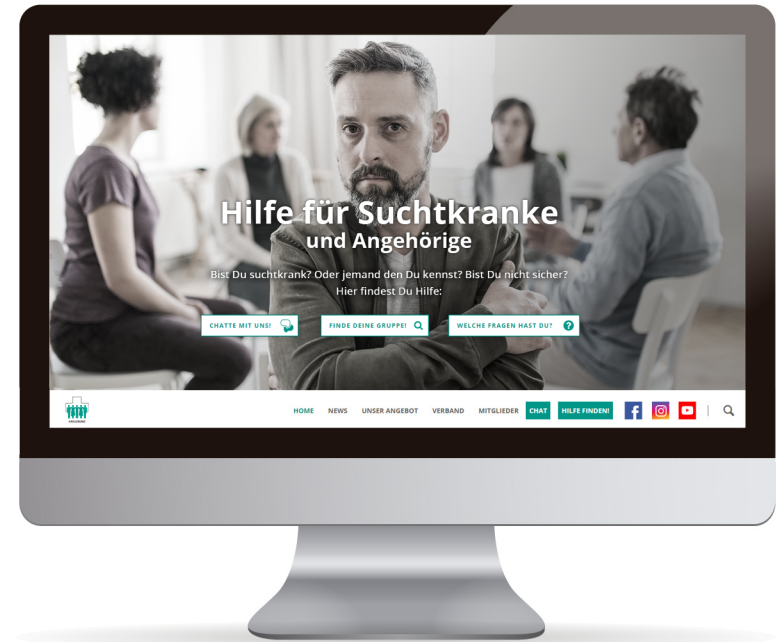 Hilfe für Suchtkranke
und Angehörige
Bist Du suchtkrank? Oder jemand den Du kennst? Bist Du nicht sicher?
Hier findest Du Hilfe:
CHATTE MIT UNS!
FINDE DEINE GRUPPE!
WELCHE FRAGEN HAST DU?
HOME NEWS UNSER ANGEBOT VERBAND MITGLIEDER CHAT HILFE FINDEN!